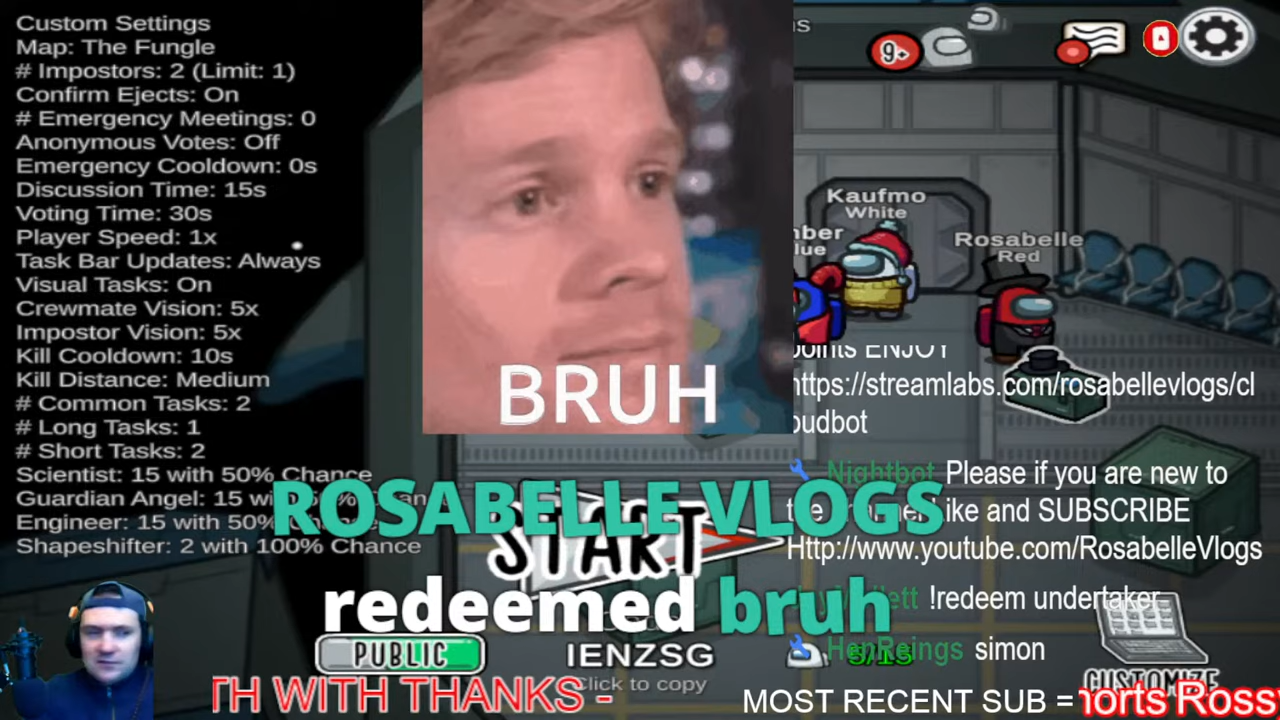 Custom Settings
Map: The Fungle
# Impostors: 2 (Limit: 1)
Confirm Ejects: On
# Emergency Meetings: 0
Anonymous Votes: Off
Emergency Cooldown: 0s
Discussion Time: 15s
Voting Time: 30s
Player Speed: 1x
Task Bar Updates: Always
Visual Tasks: On
Crewmate Vision: 5x
Impostor Vision: 5x
Kill Cooldown: 10s
Kill Distance: Medium
# Common Tasks: 2
# Long Tasks: 1
# Short Tasks: 2
Scientist: 15 with 50% Chance
Guardian Angel: 15
Engineer: 15 with 50%
Shapeshifter: 2 with 100% Chance
BRUH
9+
Kaufmo
White
Rosabelle
Red
ENJOY
https://streamlabs.com/rosabellevlogs/cl
oudbot
Nightbot Please if you are new to
like and SUBSCRIBE
Http://www.youtube.com/RosabelleVlogs
!redeem undertaker
HenReings simon
ROSABELLE VLOGS
redeemed bruh
START
PUBLIC
IENZSG
Click to copy
CUSTOMIZE
TH WITH THANKS -
MOST RECENT SUB =